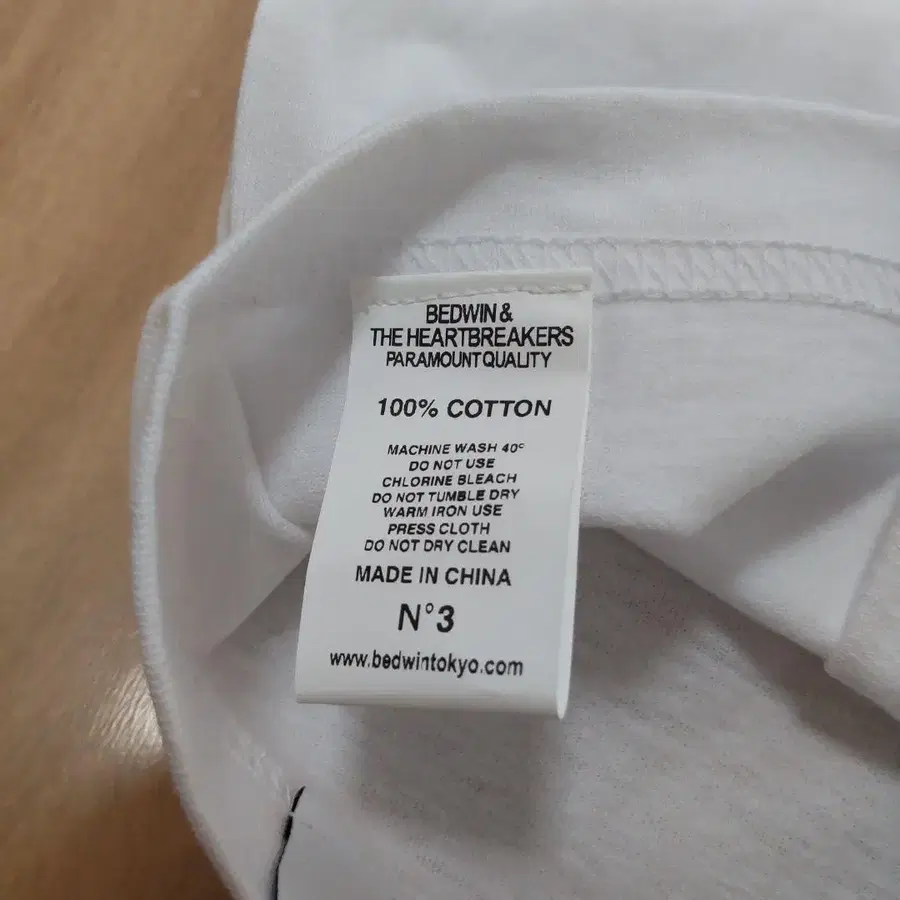 BEDWIN &
THE HEARTBREAKERS
PARAMOUNT QUALITY
100% COTTON
MACHINE WASH 40°
DO NOT USE
CHLORINE BLEACH
DO NOT TUMBLE DRY
WARM IRON USE
PRESS CLOTH
DO NOT DRY CLEAN
MADE IN CHINA
N°3
www.bedwintokyo.com